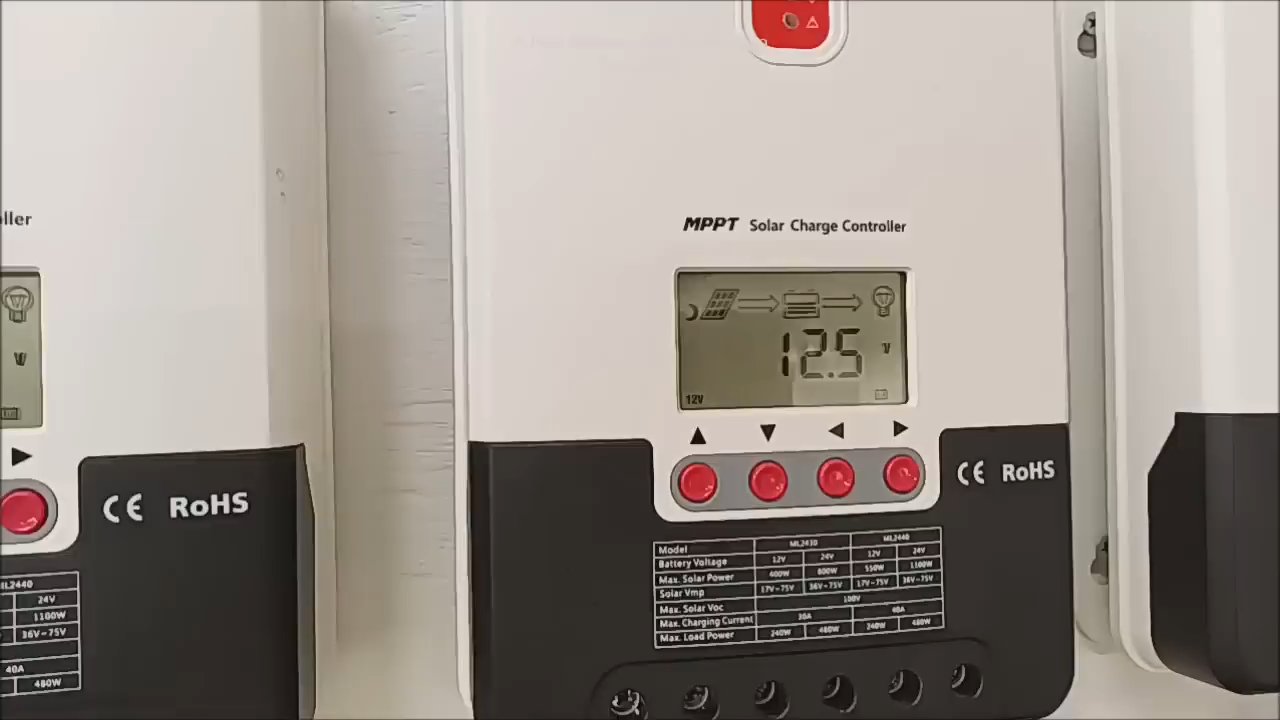 oller
V
CE RoHS
ML2440
24V
1100W
36V~75V
40A
480W
MPPT Solar Charge Controller
12.5 V
12V
CE RoHS
Model ML2430 ML2440
Battery Voltage 12V 24V 12V 24V
Max. Solar Power 400W 800W 550W 1100W
Solar Vmp 17V~75V 36V~75V 17V~75V 36V~75V
Max. Solar Voc 100V
Max. Charging Current 30A 40A
Max. Load Power 240W 480W 240W 480W